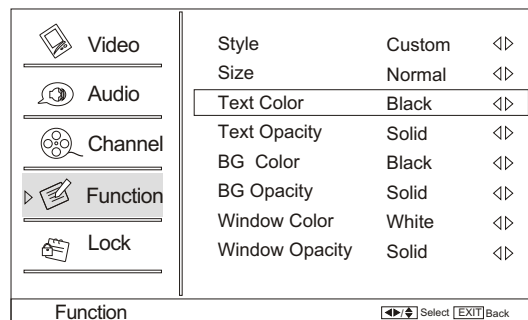 Video
Audio
Channel
Function
Lock
Style Custom
Size Normal
Text Color Black
Text Opacity Solid
BG Color Black
BG Opacity Solid
Window Color White
Window Opacity Solid
Function
Select EXIT Back